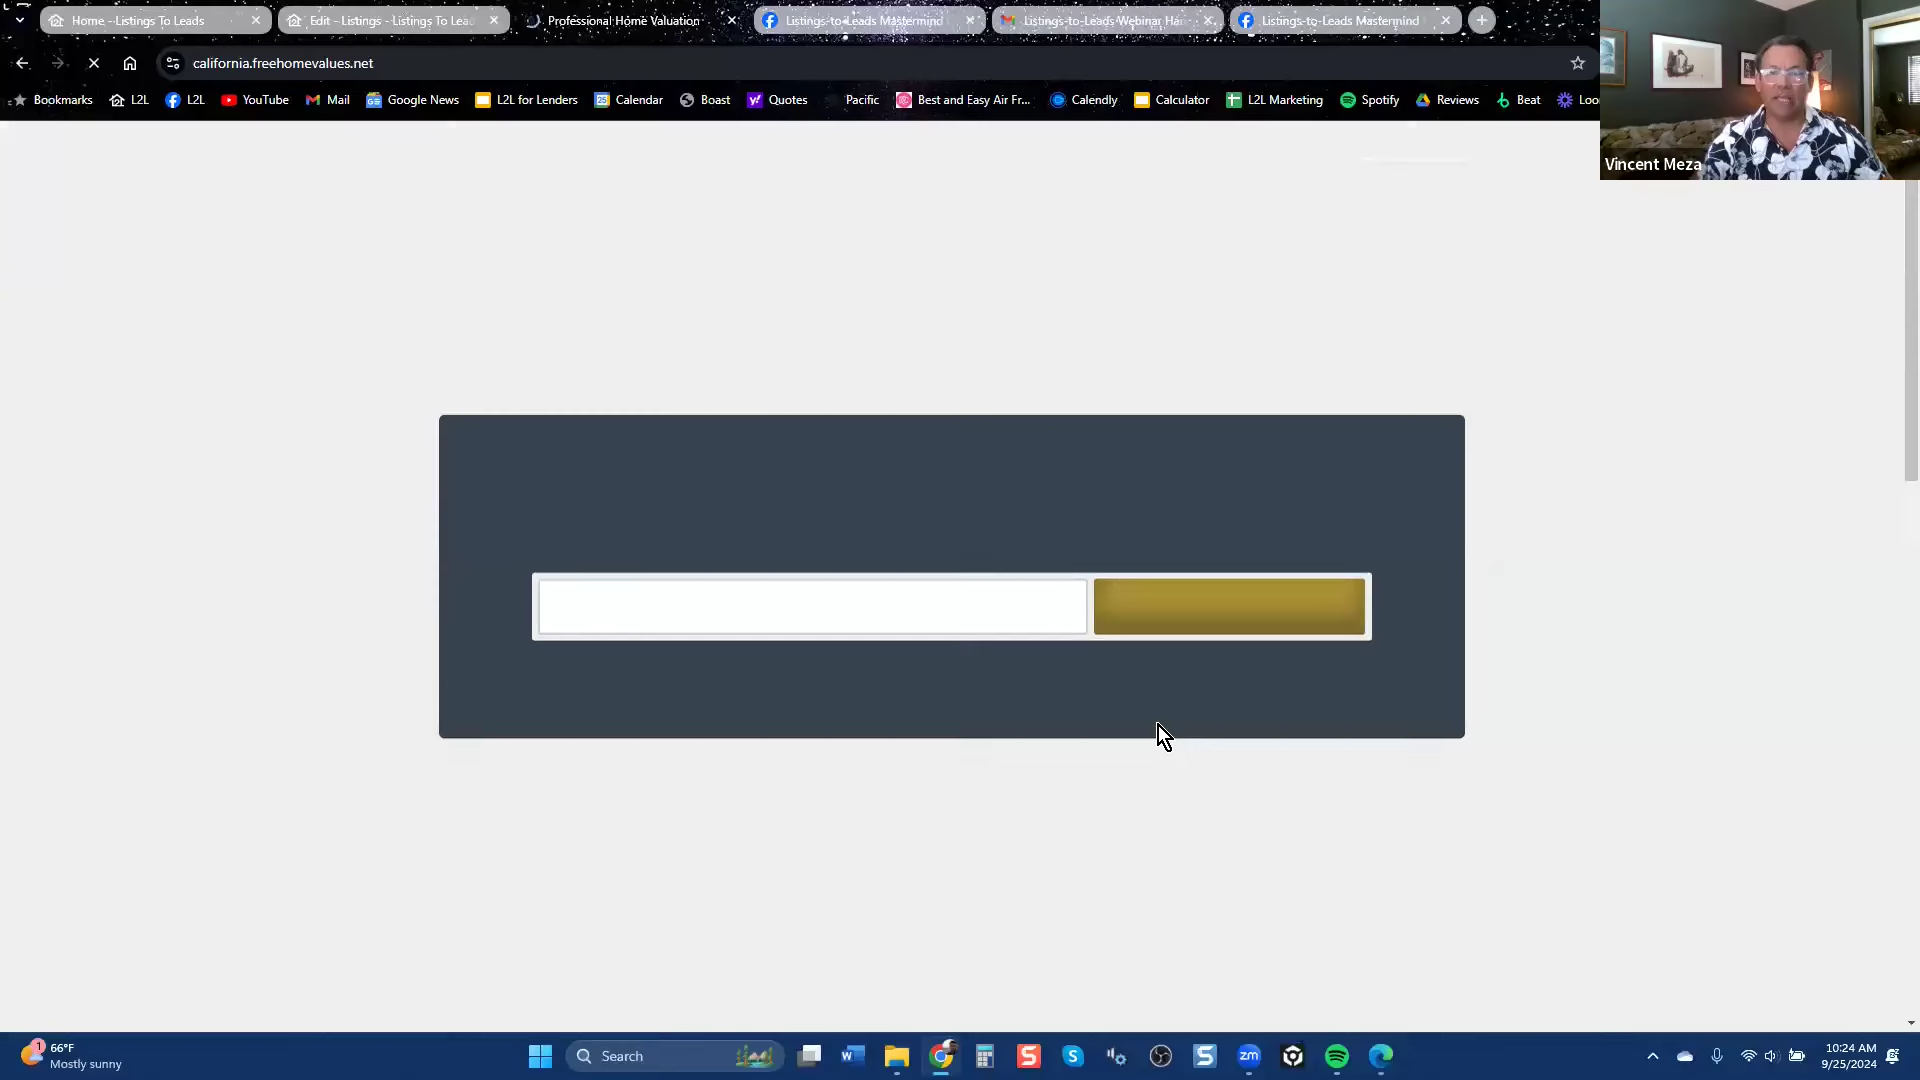 Home - Listings To Leads
Edit - Listings - Listings To Lea
Professional Home Valuation
Listings-to-Leads Mastermind
Listings-to-Leads Webinar Ha
Listings-to-Leads Mastermind
california.freehomevalues.net
Bookmarks
L2L
L2L
YouTube
Mail
Google News
L2L for Lenders
Calendar
Boast
Quotes
Pacific
Best and Easy Air Fr...
Calendly
Calculator
L2L Marketing
Spotify
Reviews
Beat
Loo
Vincent Meza
1
66°F
Mostly sunny
Search
zm
10:24 AM
9/25/2024